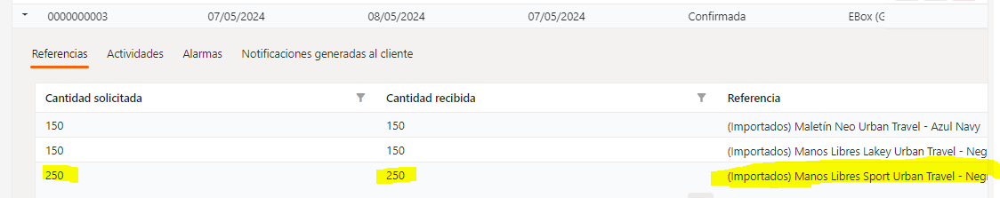 0000000003 07/05/2024 08/05/2024 07/05/2024 Confirmada EBox (G
Referencias Actividades Alarmas Notificaciones generadas al cliente
Cantidad solicitada Cantidad recibida Referencia
150 150 (Importados) Maletín Neo Urban Travel - Azul Navy
150 150 (Importados) Manos Libres Lakey Urban Travel - Neg
250 250 (Importados) Manos Libres Sport Urban Travel - Negr